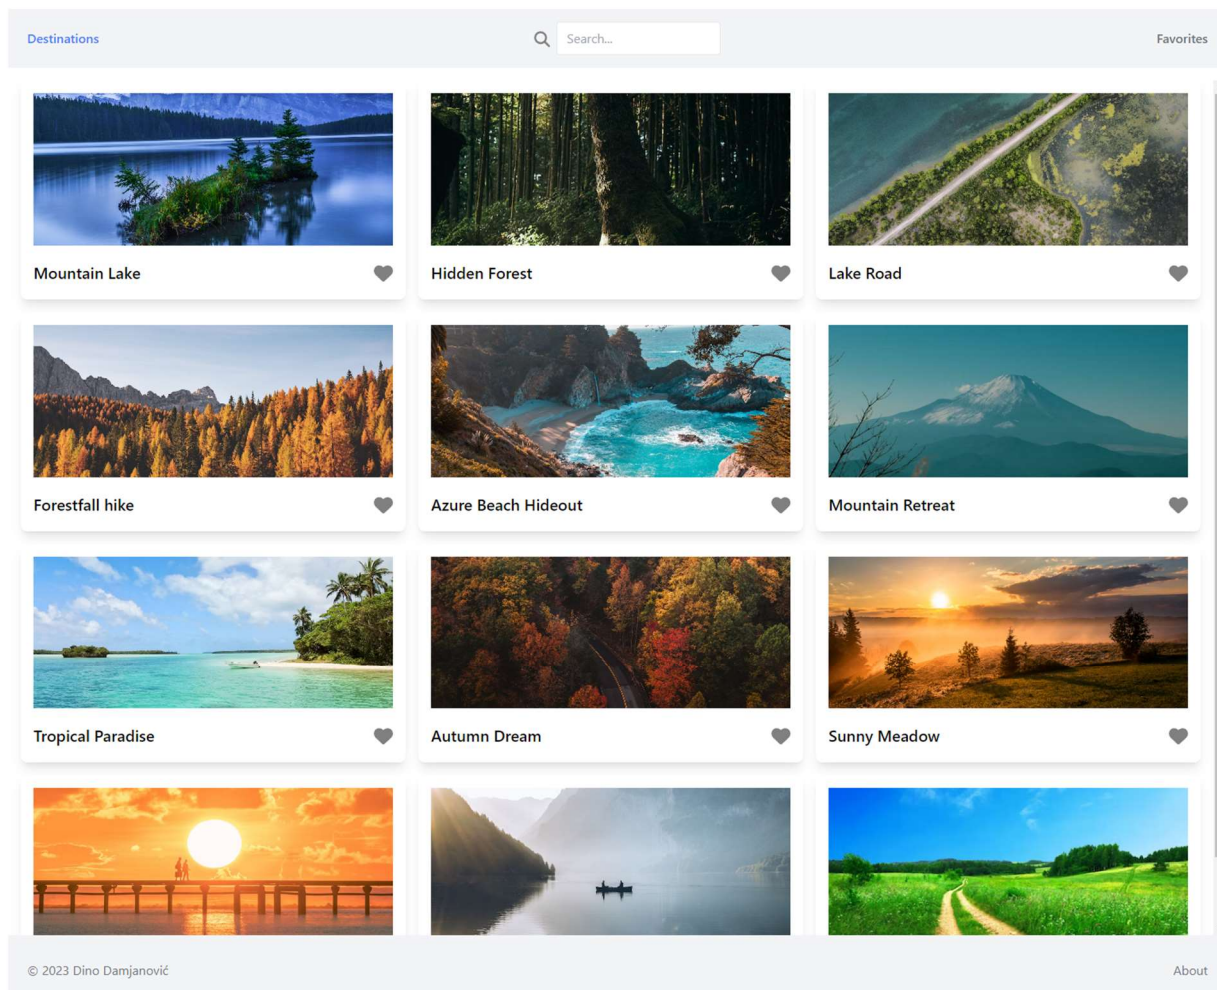 Destinations
Search...
Favorites
Mountain Lake
Hidden Forest
Lake Road
Forestfall hike
Azure Beach Hideout
Mountain Retreat
Tropical Paradise
Autumn Dream
Sunny Meadow
© 2023 Dino Damjanović
About